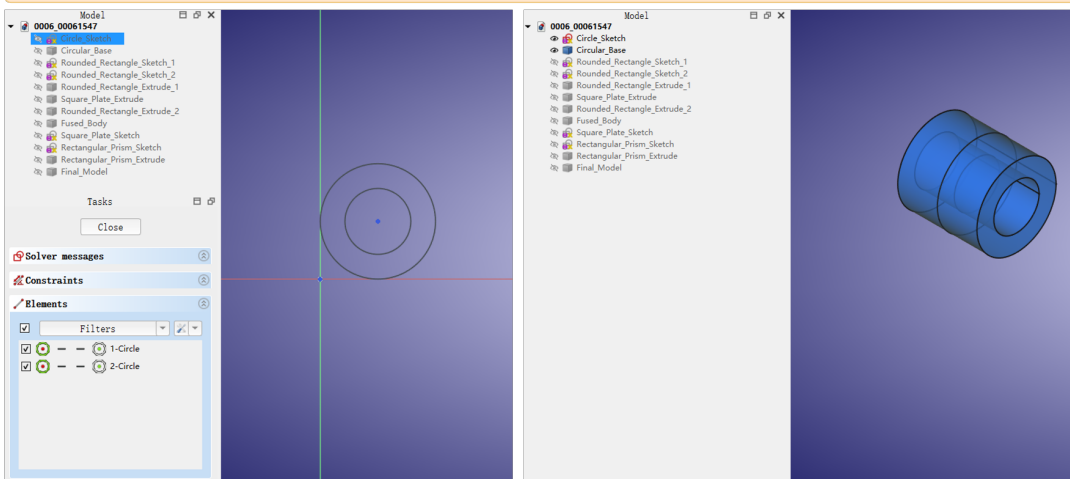 Model
0006_00061547
Circle_Sketch
Circular_Base
Rounded_Rectangle_Sketch_1
Rounded_Rectangle_Sketch_2
Rounded_Rectangle_Extrude_1
Square_Plate_Extrude
Rounded_Rectangle_Extrude_2
Fused_Body
Square_Plate_Sketch
Rectangular_Prism_Sketch
Rectangular_Prism_Extrude
Final_Model
Tasks
Close
Solver messages
Constraints
Elements
Filters
1-Circle
2-Circle
Model
0006_00061547
Circle_Sketch
Circular_Base
Rounded_Rectangle_Sketch_1
Rounded_Rectangle_Sketch_2
Rounded_Rectangle_Extrude_1
Square_Plate_Extrude
Rounded_Rectangle_Extrude_2
Fused_Body
Square_Plate_Sketch
Rectangular_Prism_Sketch
Rectangular_Prism_Extrude
Final_Model